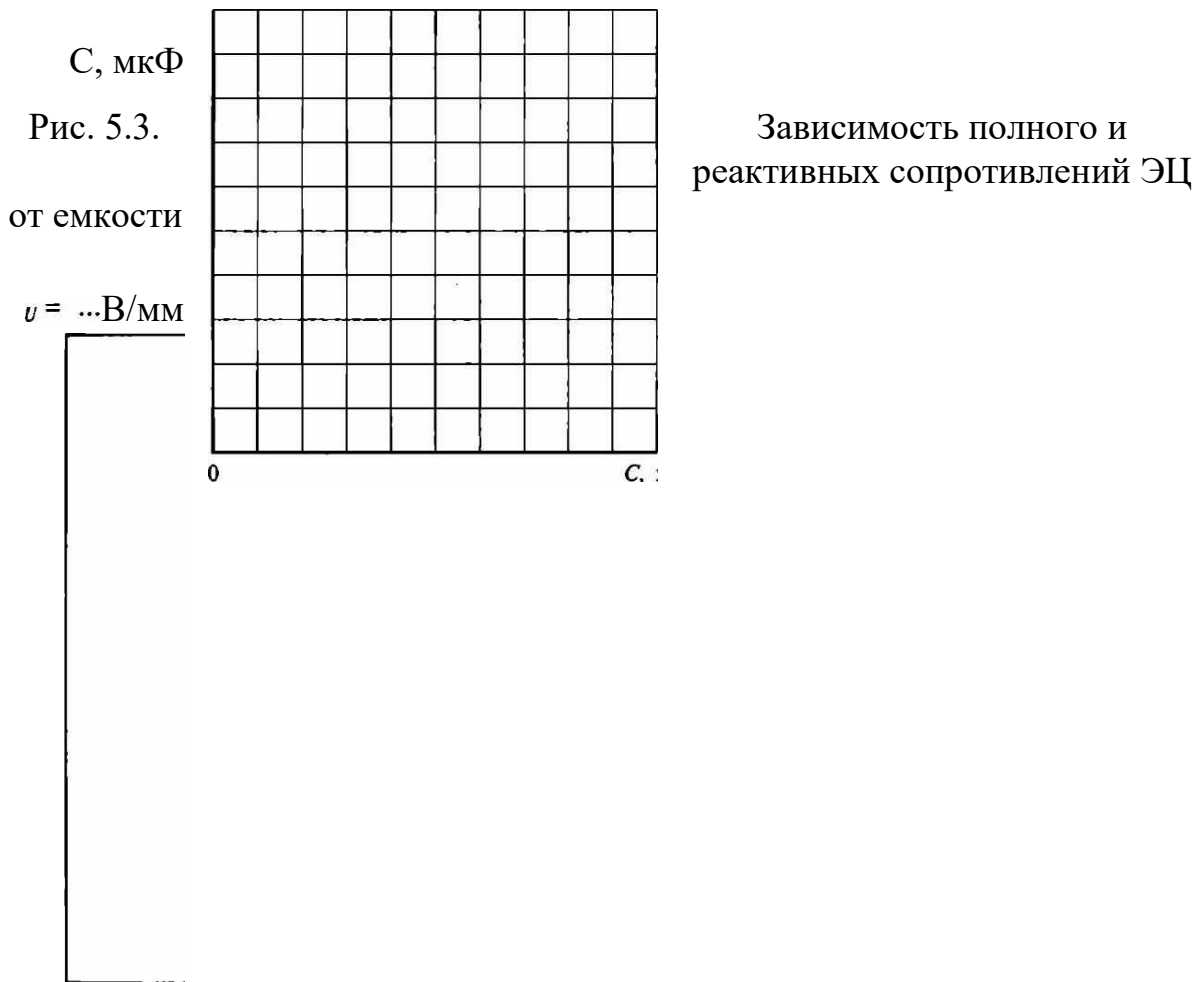 С, мкФ
Рис. 5.3. Зависимость полного и
реактивных сопротивлений ЭЦ
от емкости
υ = ...В/мм
0 C,